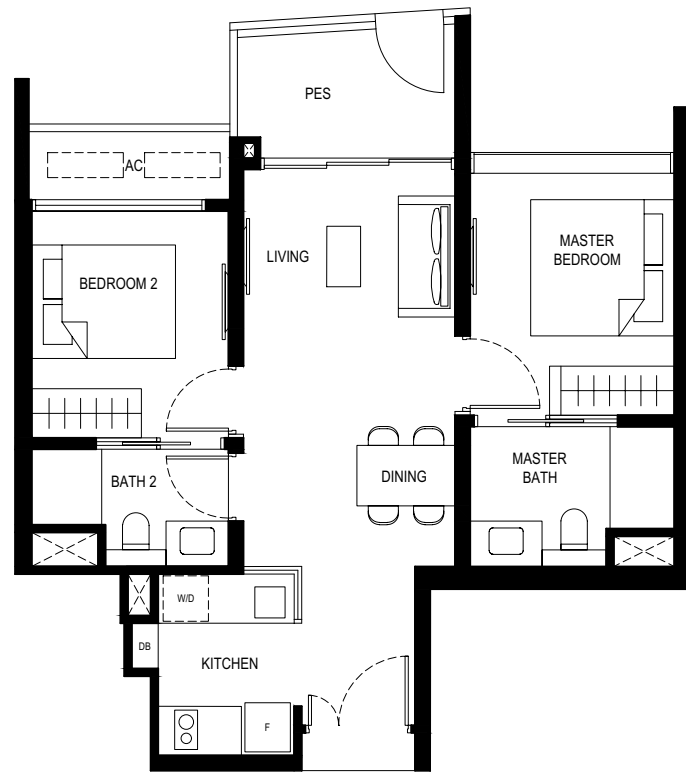 PES
AC
LIVING
MASTER
BEDROOM
BEDROOM 2
BATH 2
DINING
MASTER
BATH
W/D
DB
KITCHEN
F